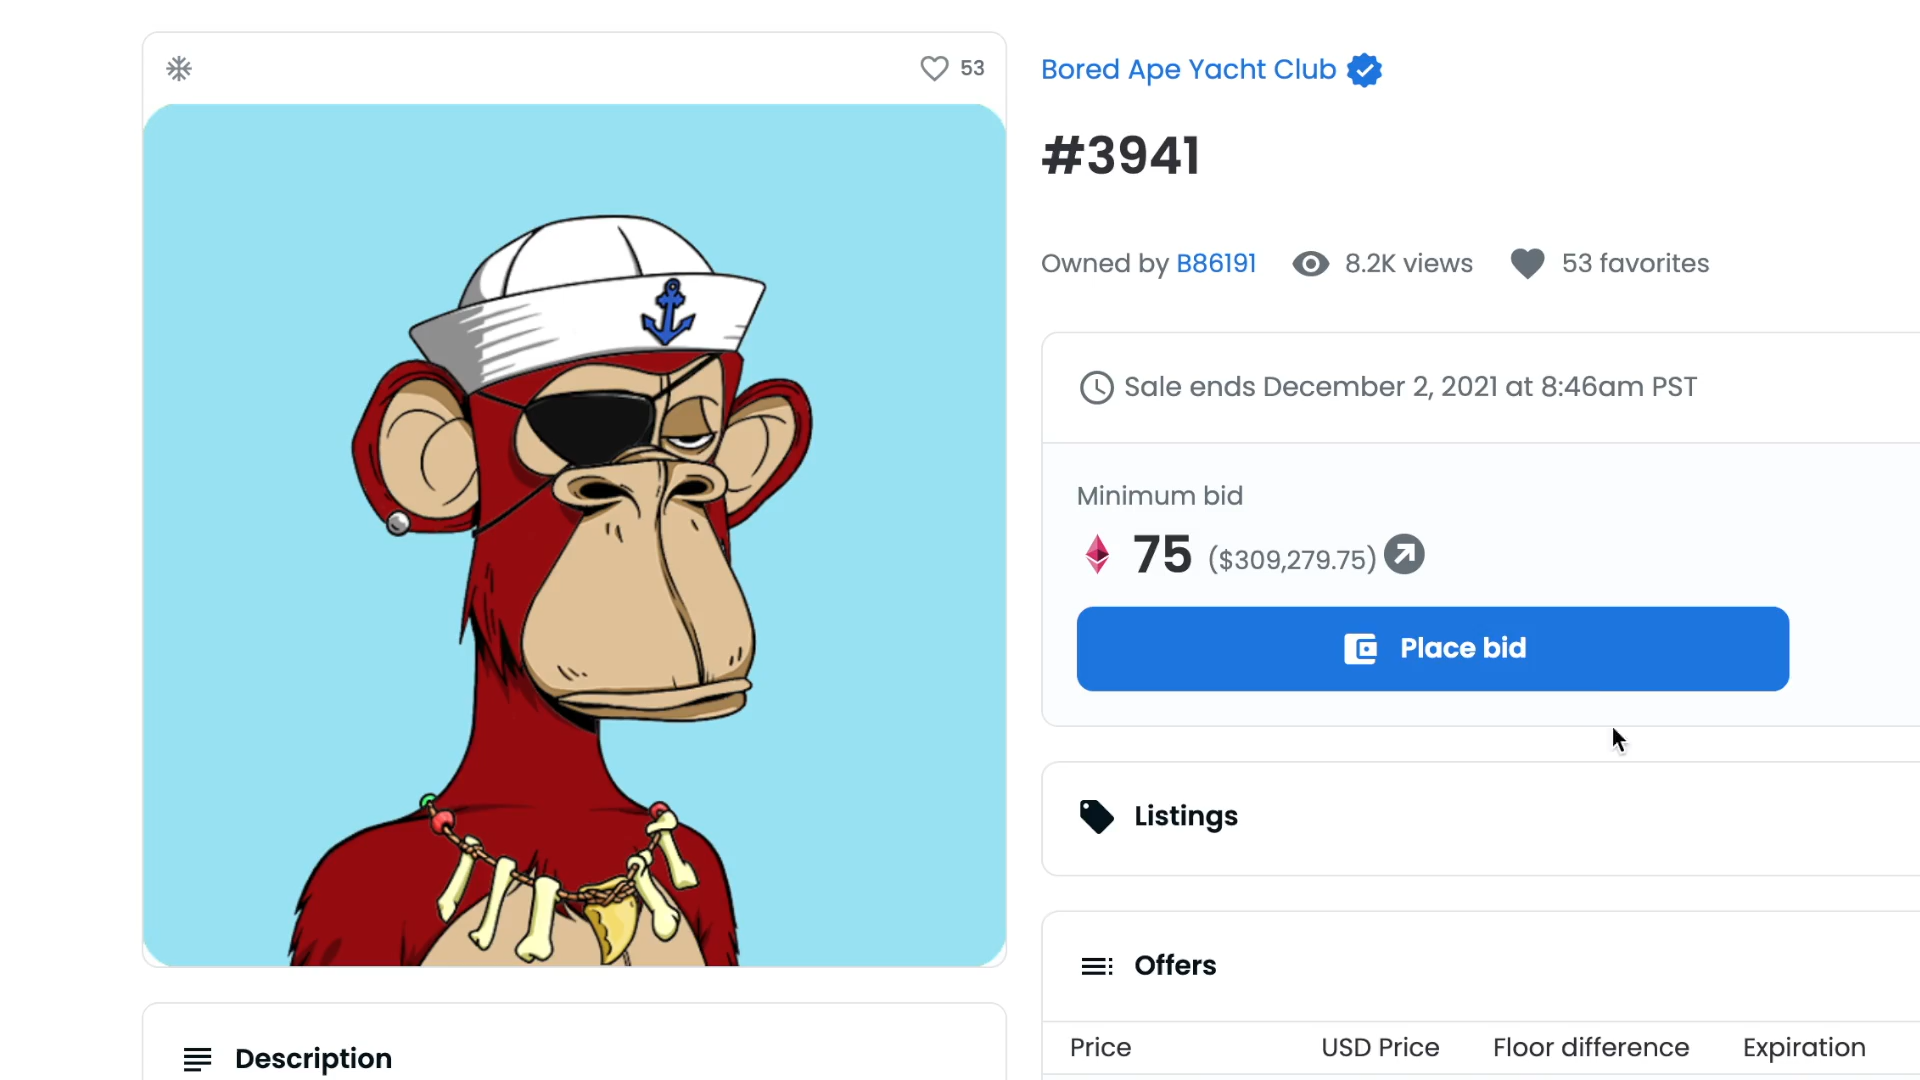 53
Bored Ape Yacht Club
#3941
Owned by B86191 8.2K views 53 favorites
Sale ends December 2, 2021 at 8:46am PST
Minimum bid
75 ($309,279.75)
Place bid
Listings
Offers
Price USD Price Floor difference Expiration
Description